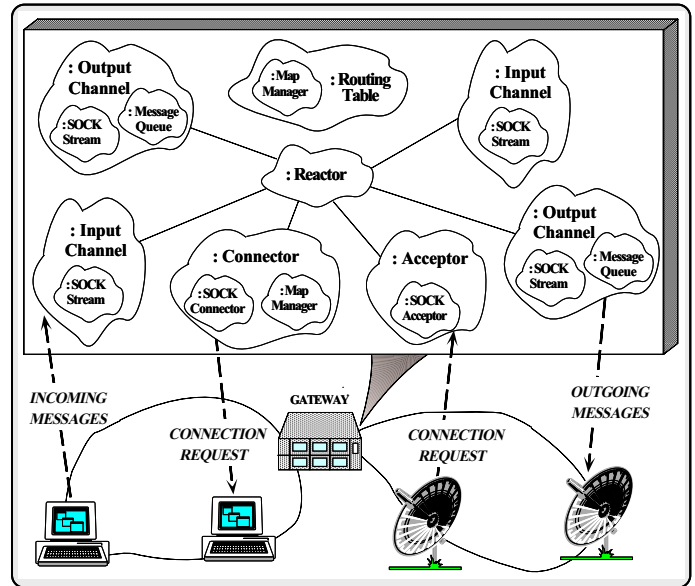 : Output
Channel
: SOCK
Stream
: Message
Queue
: Map
Manager
: Routing
Table
: Input
Channel
: SOCK
Stream
: Reactor
: Input
Channel
: SOCK
Stream
: Connector
: SOCK
Connector
: Map
Manager
: Acceptor
: SOCK
Acceptor
: Output
Channel
: SOCK
Stream
: Message
Queue
INCOMING
MESSAGES
CONNECTION
REQUEST
GATEWAY
CONNECTION
REQUEST
OUTGOING
MESSAGES